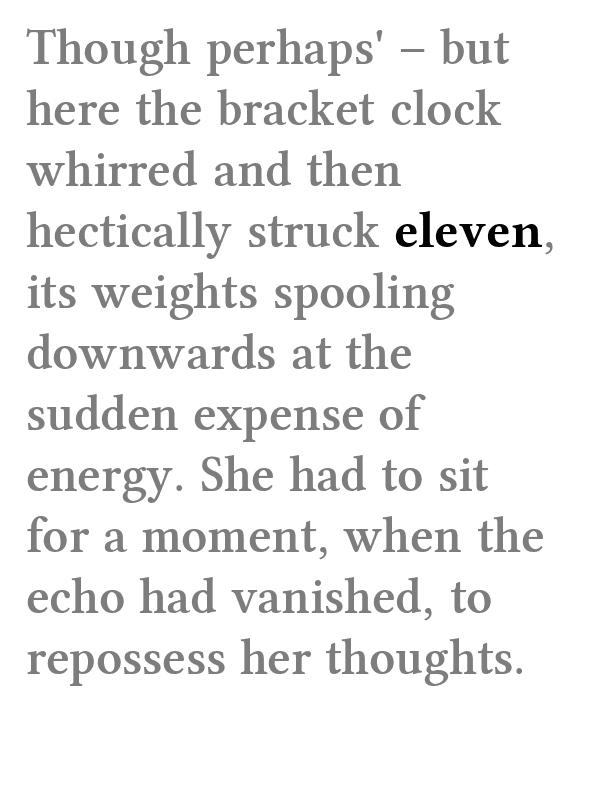 Though perhaps' – but
here the bracket clock
whirred and then
hectically struck eleven,
its weights spooling
downwards at the
sudden expense of
energy. She had to sit
for a moment, when the
echo had vanished, to
repossess her thoughts.